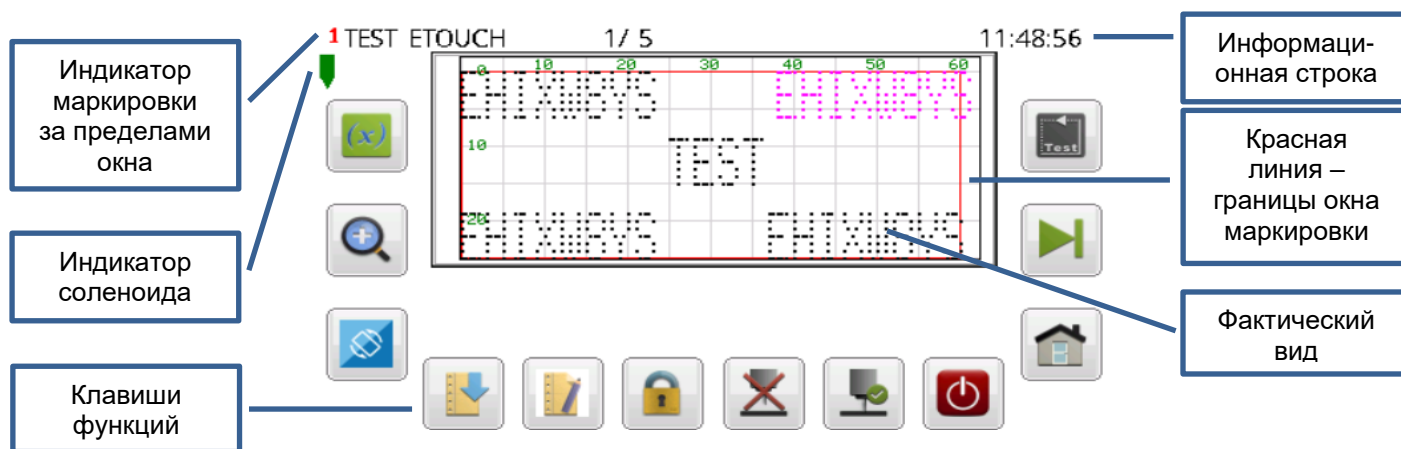 1 TEST ETOUCH 1/ 5 11:48:56
Индикатор
маркировки
за пределами
окна
Индикатор
соленоида
Клавиши
функций
(x)
0 10 20 30 40 50 60
EHIXWBYS EHIXWBYS
10
TEST
20
EHIXWBYS EHIXWBYS
Test
Информаци-
онная строка
Красная
линия –
границы окна
маркировки
Фактический
вид